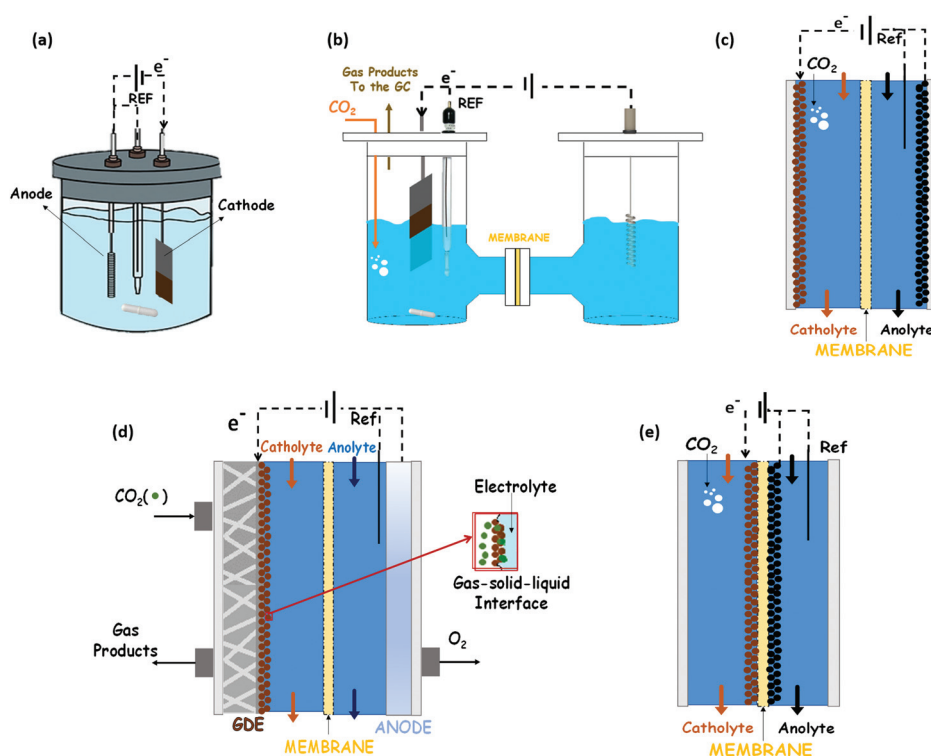 (a)
e⁻
REF
Anode
Cathode
(b)
Gas Products
To the GC
CO₂
e⁻
REF
MEMBRANE
(c)
e⁻
Ref
CO₂
Catholyte
Anolyte
MEMBRANE
(d)
e⁻
Ref
Catholyte
Anolyte
CO₂(•)
Electrolyte
Gas-solid-liquid
Interface
Gas
Products
O₂
GDE
ANODE
MEMBRANE
(e)
e⁻
CO₂
Ref
Catholyte
Anolyte
MEMBRANE